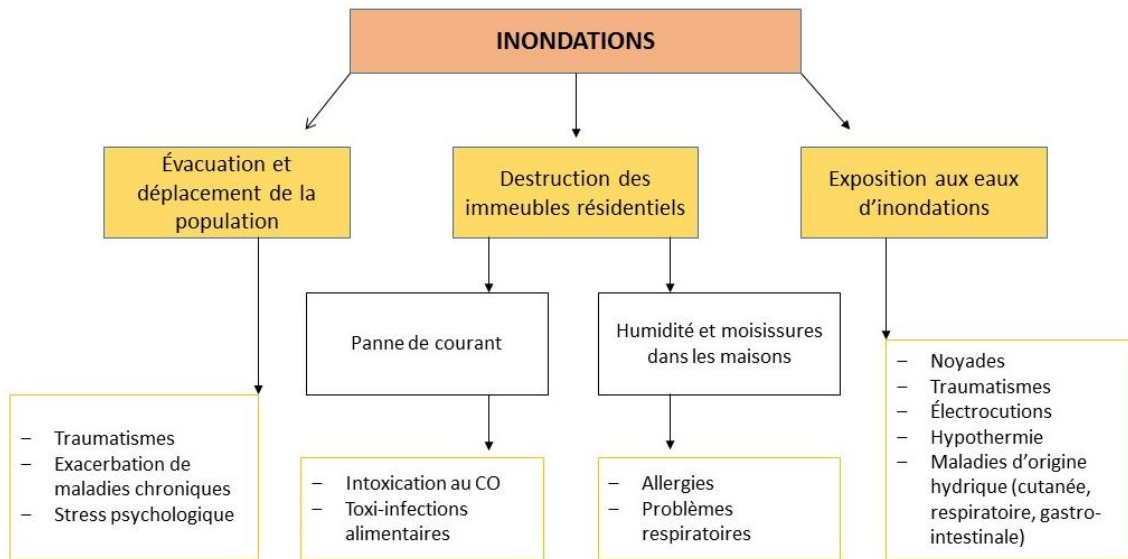 INONDATIONS
Évacuation et
déplacement de la
population
Destruction des
immeubles résidentiels
Exposition aux eaux
d’inondations
Panne de courant
Humidité et moisissures
dans les maisons
– Traumatismes
– Exacerbation de
maladies chroniques
– Stress psychologique
– Intoxication au CO
– Toxi-infections
alimentaires
– Allergies
– Problèmes
respiratoires
– Noyades
– Traumatismes
– Électrocutions
– Hypothermie
– Maladies d’origine
hydrique (cutanée,
respiratoire, gastro-
intestinale)